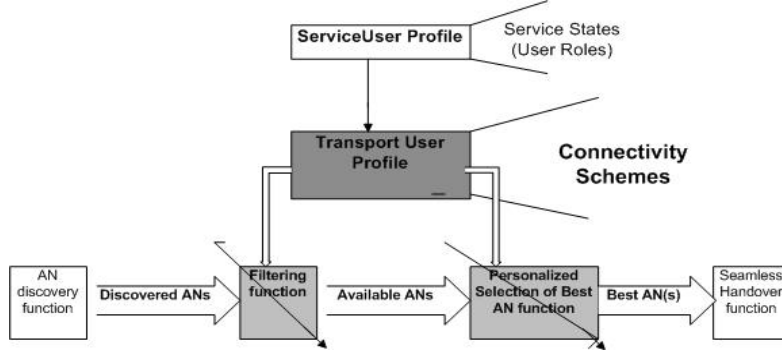 ServiceUser Profile
Service States
(User Roles)
Transport User
Profile
Connectivity
Schemes
AN
discovery
function
Discovered ANs
Filtering
function
Available ANs
Personalized
Selection of Best
AN function
Best AN(s)
Seamless
Handover
function